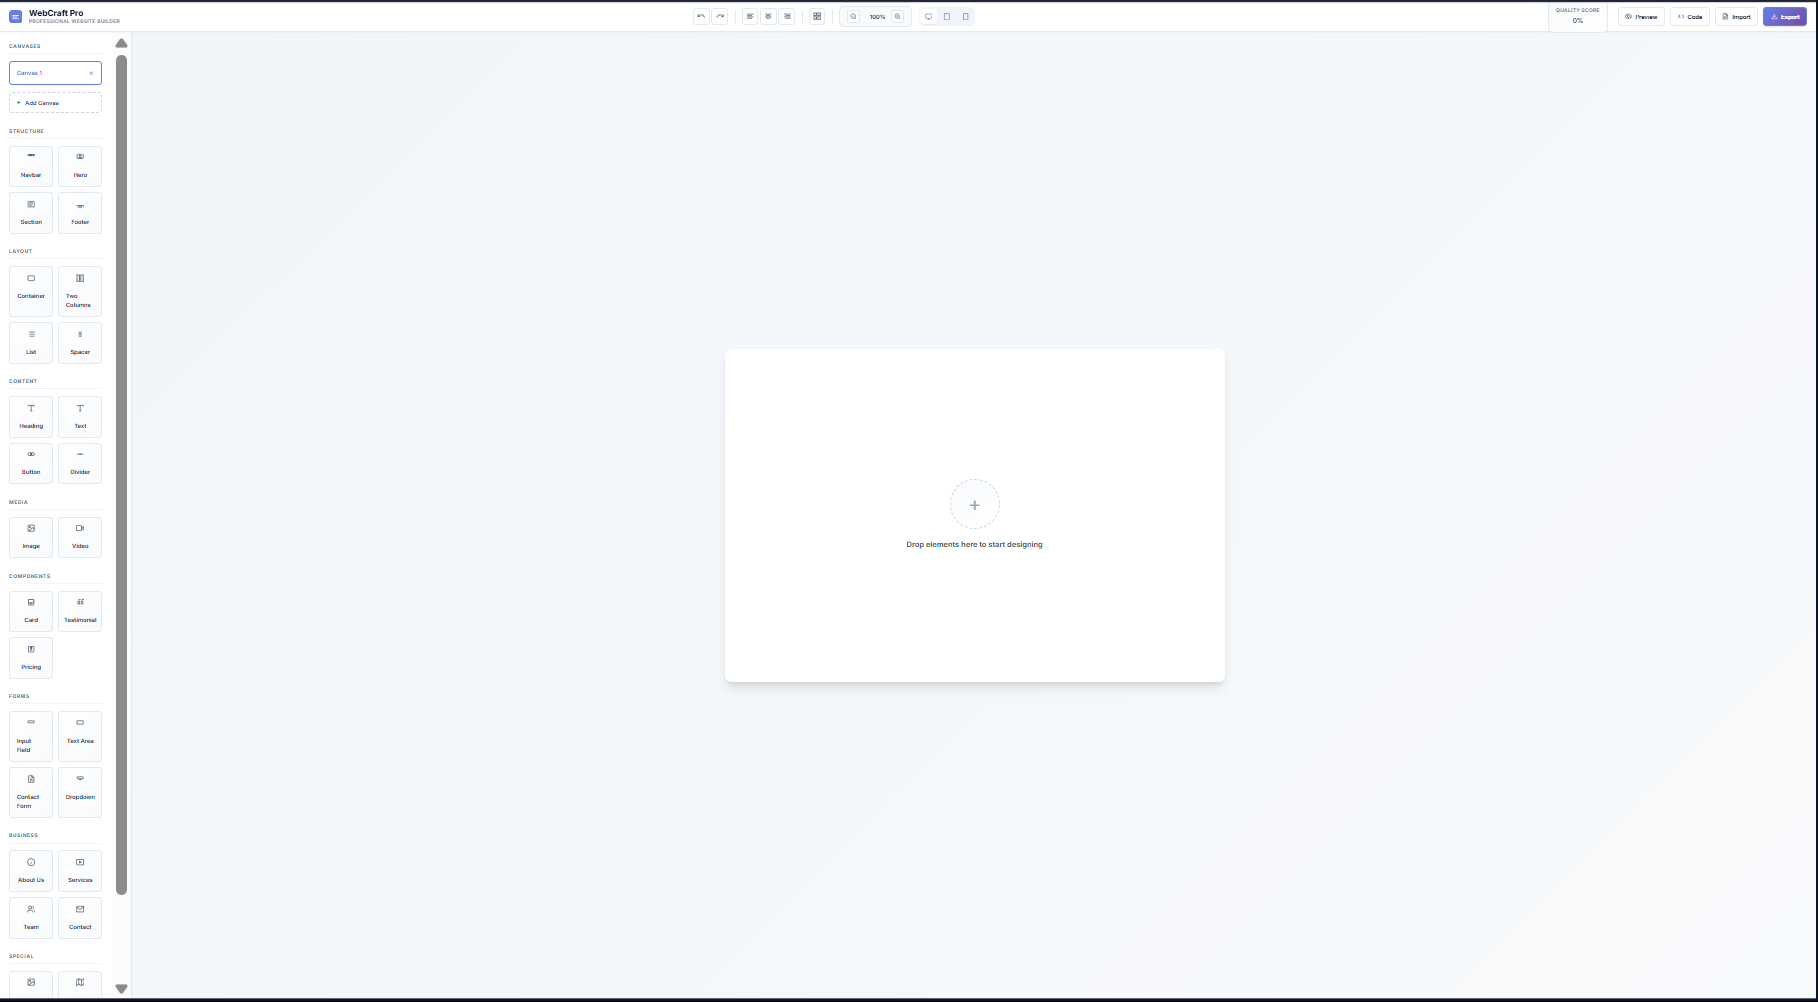 WebCraft Pro
PROFESSIONAL WEBSITE BUILDER
100%
QUALITY SCORE
0%
Preview
Code
Import
Export
CANVASES
Canvas 1
Add Canvas
STRUCTURE
Navbar
Hero
Section
Footer
LAYOUT
Container
Two
Columns
List
Spacer
CONTENT
Heading
Text
Button
Divider
MEDIA
Image
Video
COMPONENTS
Card
Testimonial
Pricing
FORMS
Input
Field
Text Area
Contact
Form
Dropdown
BUSINESS
About Us
Services
Team
Contact
SPECIAL
Drop elements here to start designing